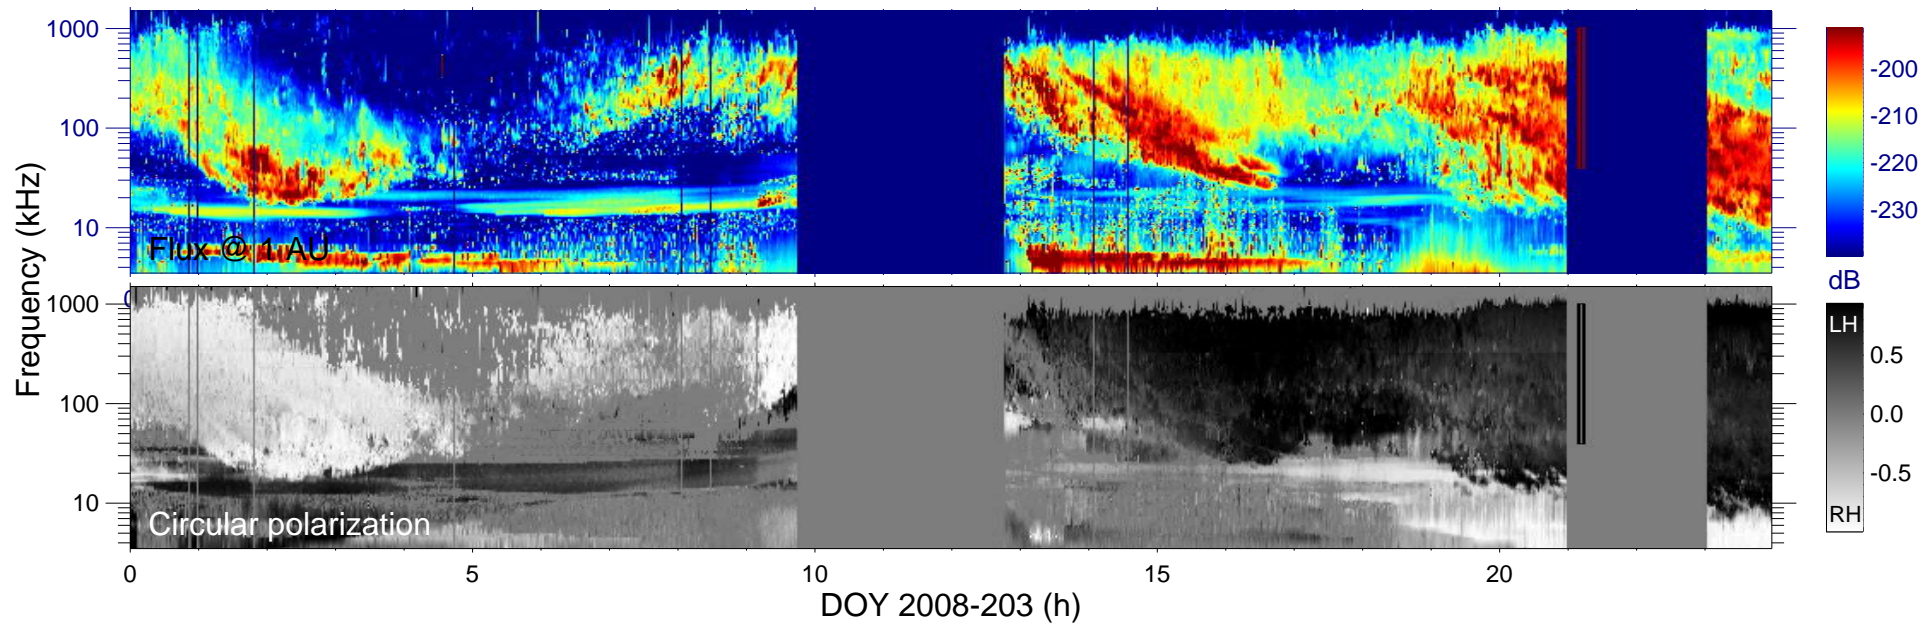 1000
100
10
Flux @ 1 AU
-200
-210
-220
-230
dB
Frequency (kHz)
0
1000
100
10
Circular polarization
LH
0.5
0.0
-0.5
RH
0
5
10
15
20
DOY 2008-203 (h)